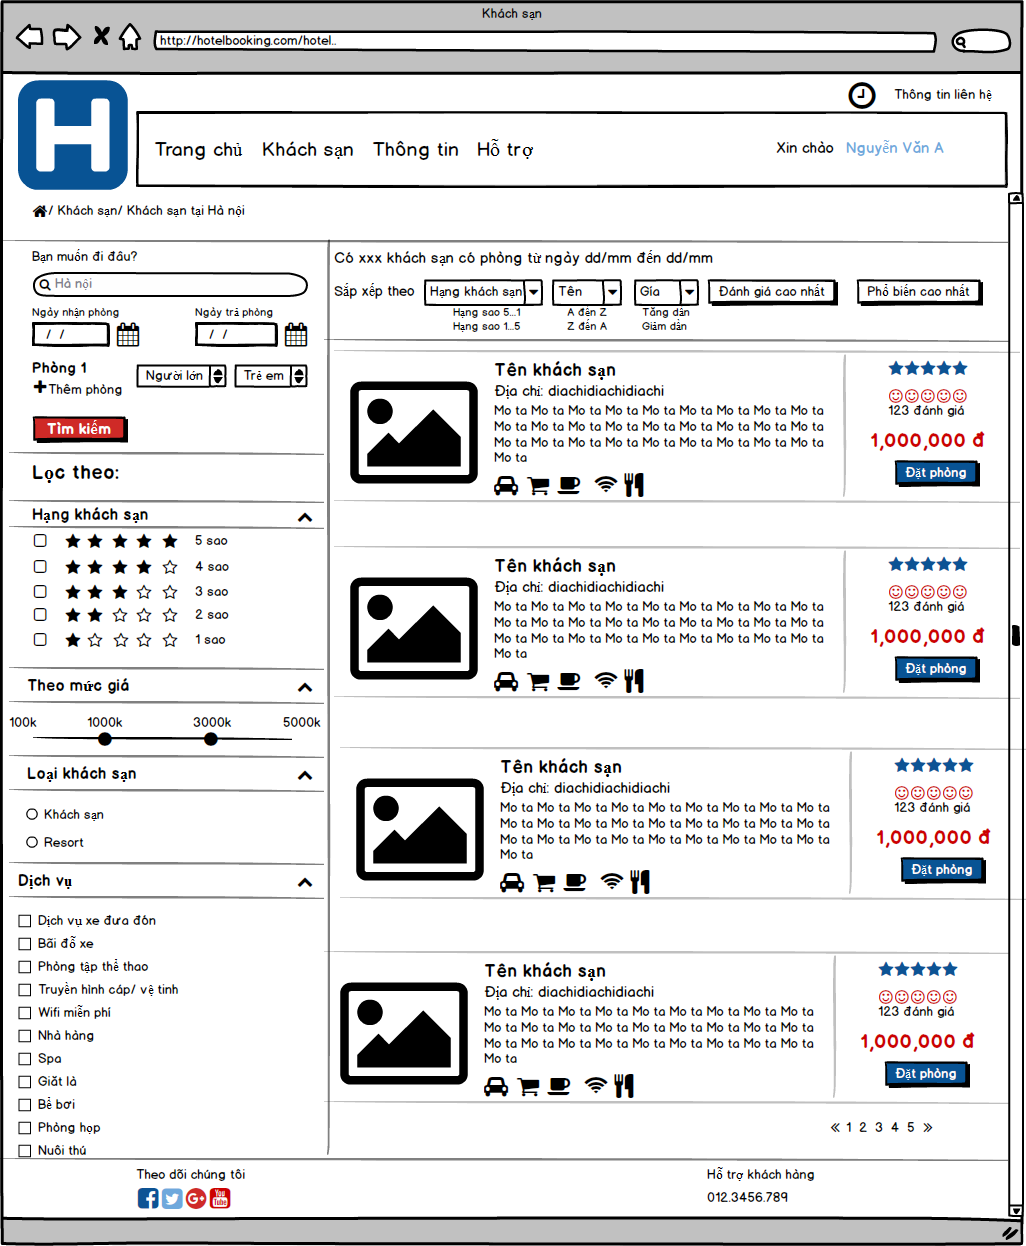 Khách sạn
http://hotelbooking.com/hotel..
Thông tin liên hệ
H
Trang chủ Khách sạn Thông tin Hỗ trợ
Xin chào Nguyễn Văn A
/ Khách sạn/ Khách sạn tại Hà nội
Bạn muốn đi đâu?
Hà nội
Ngày nhận phòng Ngày trả phòng
/ / / /
Phòng 1 Người lớn Trẻ em
Thêm phòng
Tìm kiếm
Lọc theo:
Hạng khách sạn
5 sao
4 sao
3 sao
2 sao
1 sao
Theo mức giá
100k 1000k 3000k 5000k
Loại khách sạn
Khách sạn
Resort
Dịch vụ
Dịch vụ xe đưa đón
Bãi đỗ xe
Phòng tập thể thao
Truyền hình cáp/ vệ tinh
Wifi miễn phí
Nhà hàng
Spa
Giặt là
Bể bơi
Phòng họp
Nuôi thú
Có xxx khách sạn có phòng từ ngày dd/mm đến dd/mm
Sắp xếp theo Hạng khách sạn Tên Gía Đánh giá cao nhất Phổ biến cao nhất
Hạng sao 5...1 A đến Z Tăng dần
Hạng sao 1...5 Z đến A Giảm dần
Tên khách sạn
Địa chỉ: diachidiachidiachi
Mo ta Mo ta Mo ta Mo ta Mo ta Mo ta Mo ta Mo ta Mo ta
Mo ta Mo ta Mo ta Mo ta Mo ta Mo ta Mo ta Mo ta Mo ta
Mo ta Mo ta Mo ta Mo ta Mo ta Mo ta Mo ta Mo ta Mo ta
Mo ta
123 đánh giá
1,000,000 đ
Đặt phòng
Tên khách sạn
Địa chỉ: diachidiachidiachi
Mo ta Mo ta Mo ta Mo ta Mo ta Mo ta Mo ta Mo ta Mo ta
Mo ta Mo ta Mo ta Mo ta Mo ta Mo ta Mo ta Mo ta Mo ta
Mo ta Mo ta Mo ta Mo ta Mo ta Mo ta Mo ta Mo ta Mo ta
Mo ta
123 đánh giá
1,000,000 đ
Đặt phòng
Tên khách sạn
Địa chỉ: diachidiachidiachi
Mo ta Mo ta Mo ta Mo ta Mo ta Mo ta Mo ta Mo ta Mo ta
Mo ta Mo ta Mo ta Mo ta Mo ta Mo ta Mo ta Mo ta Mo ta
Mo ta Mo ta Mo ta Mo ta Mo ta Mo ta Mo ta Mo ta Mo ta
Mo ta
123 đánh giá
1,000,000 đ
Đặt phòng
Tên khách sạn
Địa chỉ: diachidiachidiachi
Mo ta Mo ta Mo ta Mo ta Mo ta Mo ta Mo ta Mo ta Mo ta
Mo ta Mo ta Mo ta Mo ta Mo ta Mo ta Mo ta Mo ta Mo ta
Mo ta Mo ta Mo ta Mo ta Mo ta Mo ta Mo ta Mo ta Mo ta
Mo ta
123 đánh giá
1,000,000 đ
Đặt phòng
« 1 2 3 4 5 »
Theo dõi chúng tôi
f G+ You Tube
Hỗ trợ khách hàng
012.3456.789